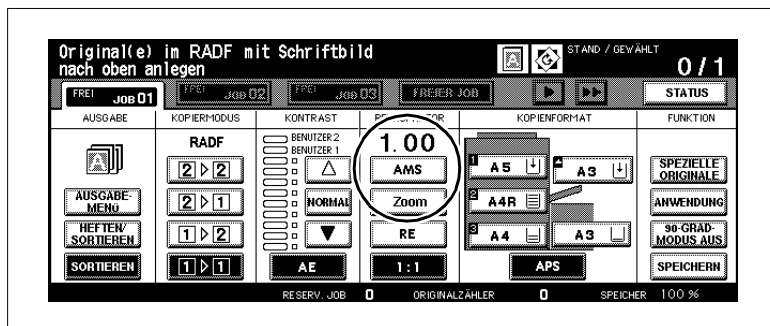 Original(e) im RADF mit Schriftbild
nach oben anlegen
STAND / GEWÄHLT
0 / 1
FREI JOB 01
FREI JOB 02
FREI JOB 03
FREIER JOB
STATUS
AUSGABE
KOPIERMODUS
KONTRAST
KOPIENFORMAT
FUNKTION
RADF
BENUTZER 2
BENUTZER 1
1.00
A
2 ▷ 2
△
AMS
1 A5
A3
SPEZIELLE
ORIGINALE
AUSGABE-
MENÜ
2 ▷ 1
NORMAL
Zoom
2 A4R
ANWENDUNG
HEFTEN/
SORTIEREN
1 ▷ 2
▼
RE
3 A4
A3
90-GRAD-
MODUS AUS
SORTIEREN
1 ▷ 1
AE
1:1
APS
SPEICHERN
RESERV. JOB 0 ORIGINALZÄHLER 0 SPEICHER 100 %